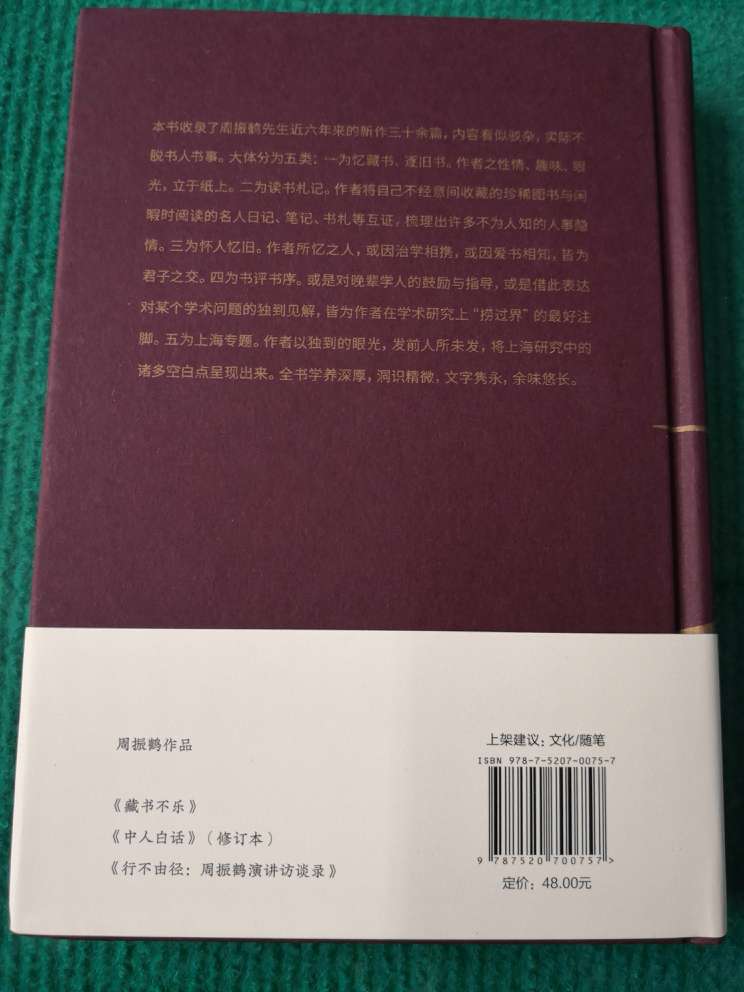 本书收录了周振鹤先生近六年来的新作三十余篇，内容看似驳杂，实际不
脱书人书事。大体分为五类：一为忆藏书、逐旧书。作者之性情、趣味、眼
光，立于纸上。二为读书札记。作者将自己不经意间收藏的珍稀图书与闲
暇时阅读的名人日记、笔记、书札等互证，梳理出许多不为人知的人事隐
情。三为怀人忆旧。作者所忆之人，或因治学相携，或因爱书相知，皆为
君子之交。四为书评书序。或是对晚辈学人的鼓励与指导，或是借此表达
对某个学术问题的独到见解，皆为作者在学术研究上“捞过界”的最好注
脚。五为上海专题。作者以独到的眼光，发前人所未发，将上海研究中的
诸多空白点呈现出来。全书学养深厚，洞识精微，文字隽永，余味悠长。
周振鹤作品
《藏书不乐》
《中人白话》（修订本）
《行不由径：周振鹤演讲访谈录》
上架建议：文化/随笔
ISBN 978-7-5207-0075-7
9 787520 700757>
定价：48.00元